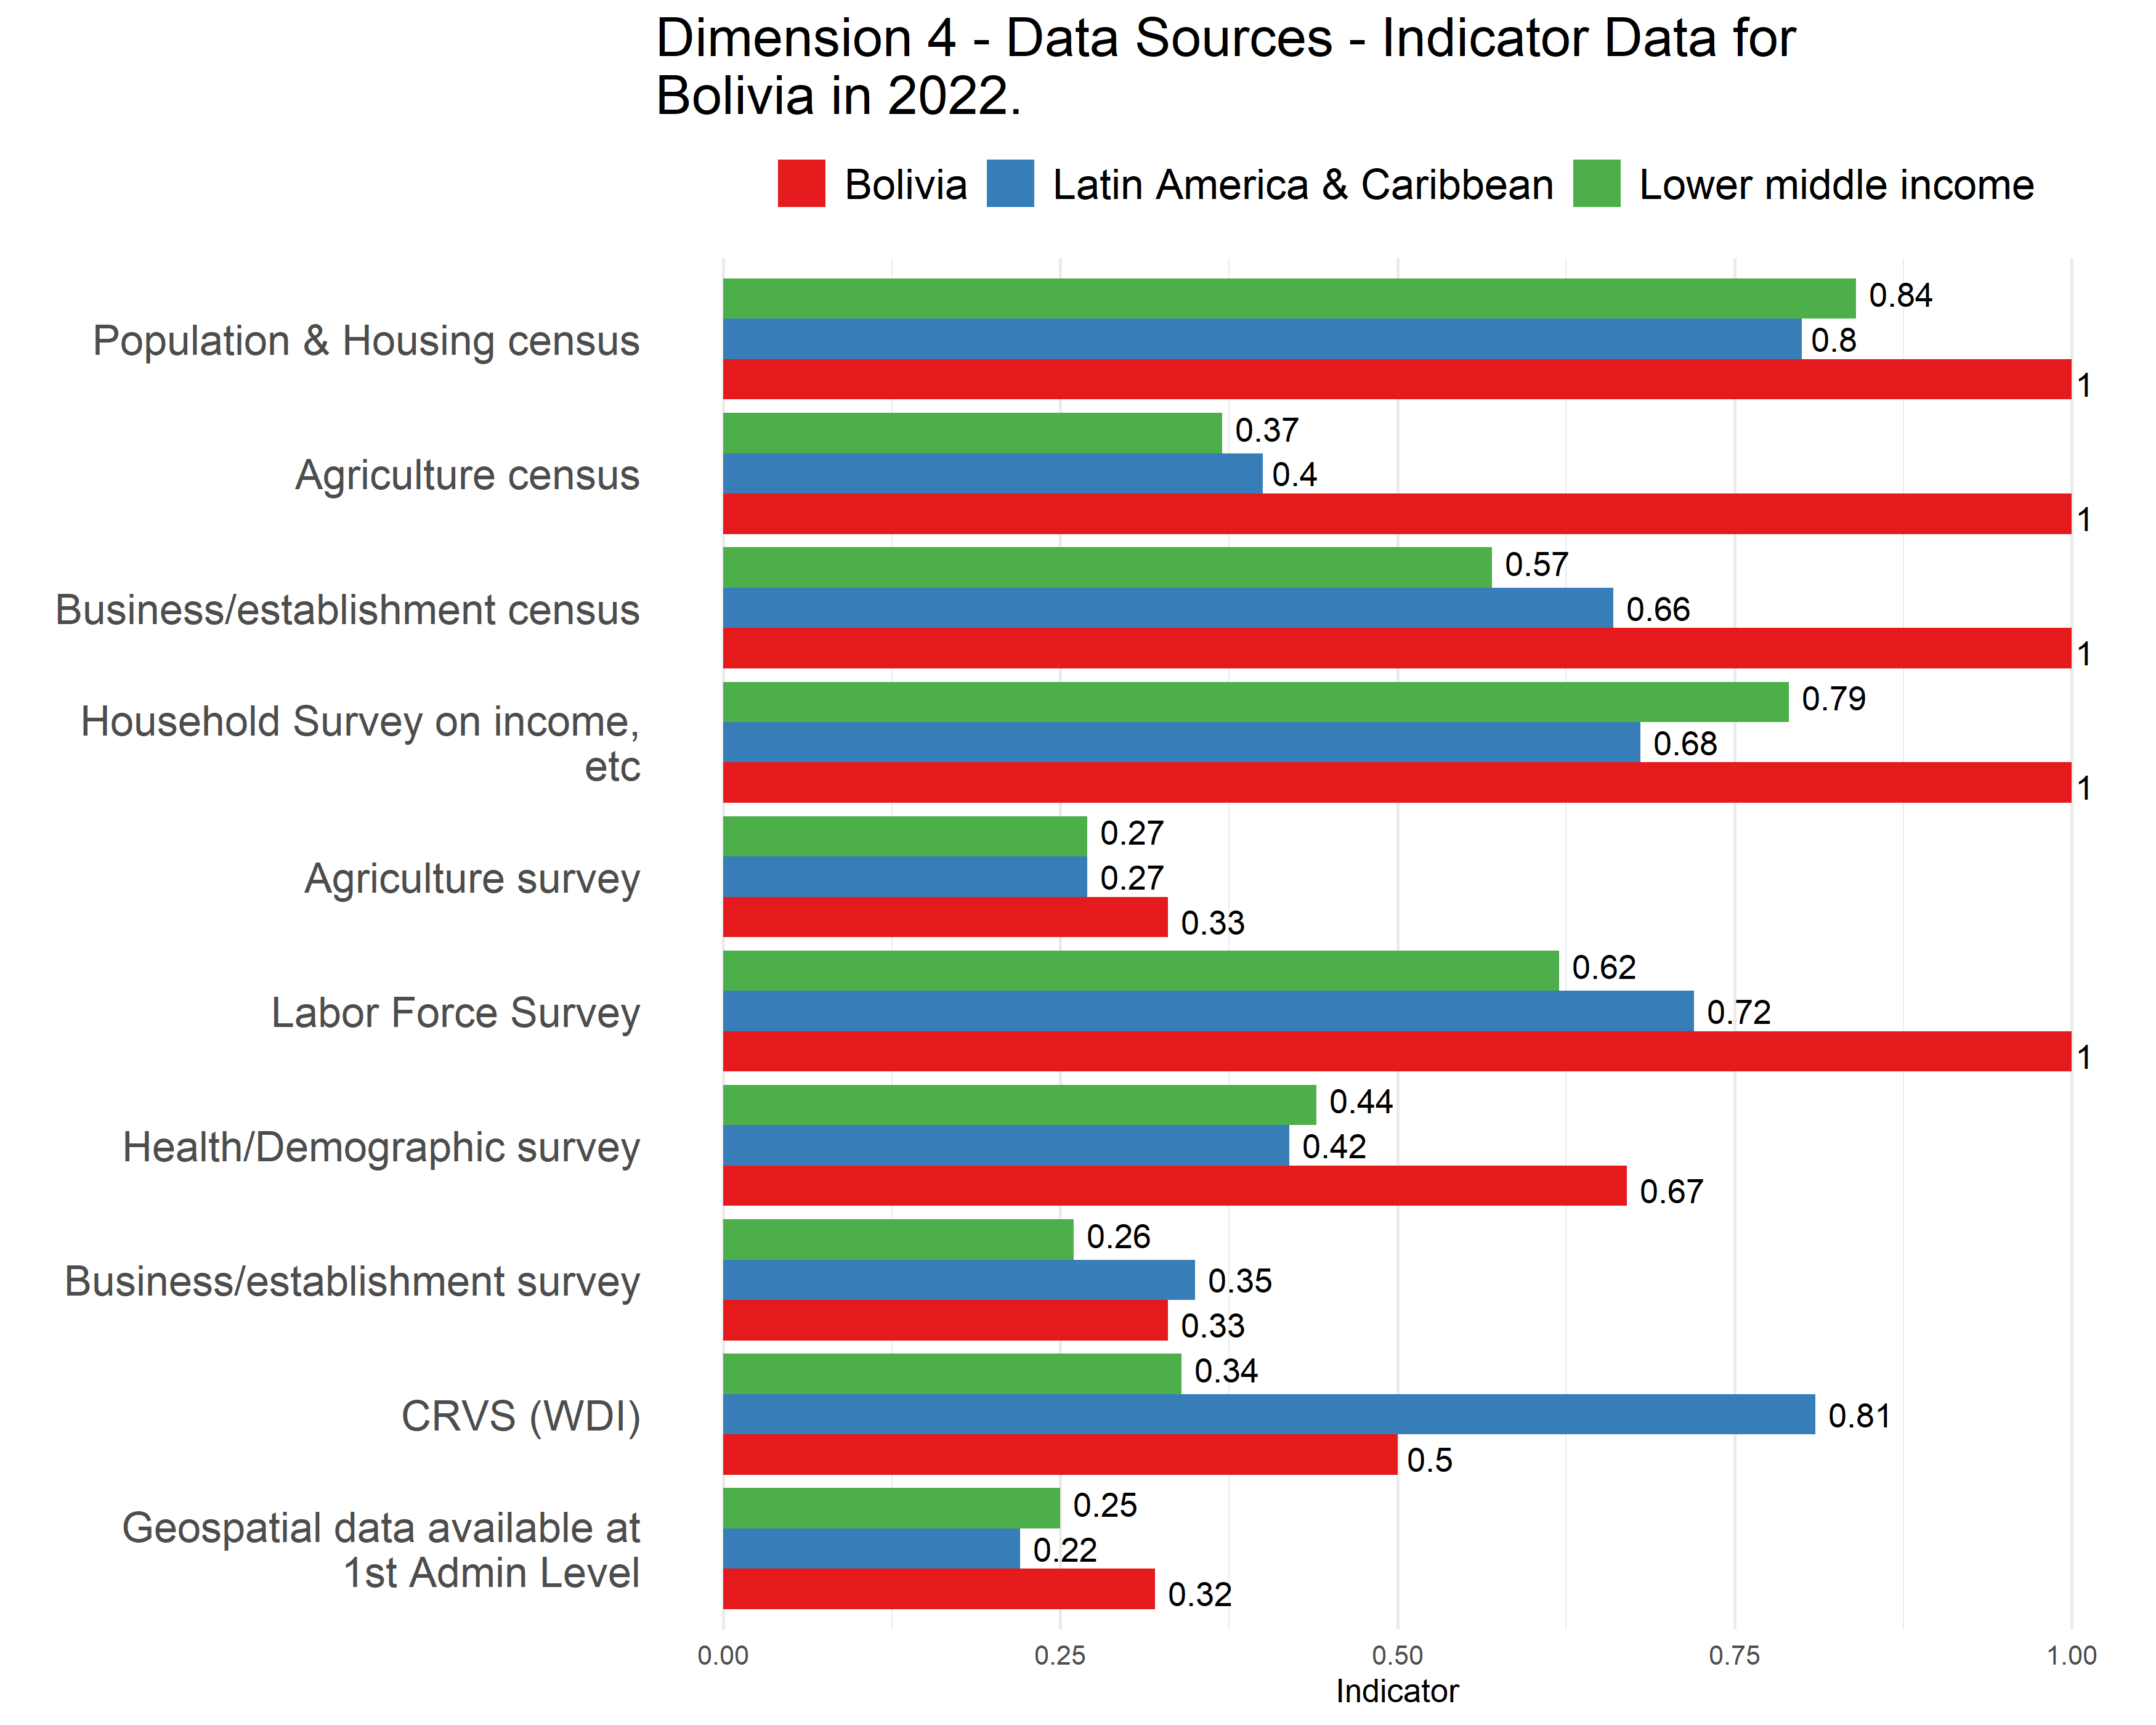 Dimension 4 - Data Sources - Indicator Data for
Bolivia in 2022.
Bolivia
Latin America & Caribbean
Lower middle income
Population & Housing census
0.84
0.8
1
Agriculture census
0.37
0.4
1
Business/establishment census
0.57
0.66
1
Household Survey on income,
etc
0.79
0.68
1
Agriculture survey
0.27
0.27
0.33
Labor Force Survey
0.62
0.72
1
Health/Demographic survey
0.44
0.42
0.67
Business/establishment survey
0.26
0.35
0.33
CRVS (WDI)
0.34
0.81
0.5
Geospatial data available at
1st Admin Level
0.25
0.22
0.32
0.00
0.25
0.50
0.75
1.00
Indicator